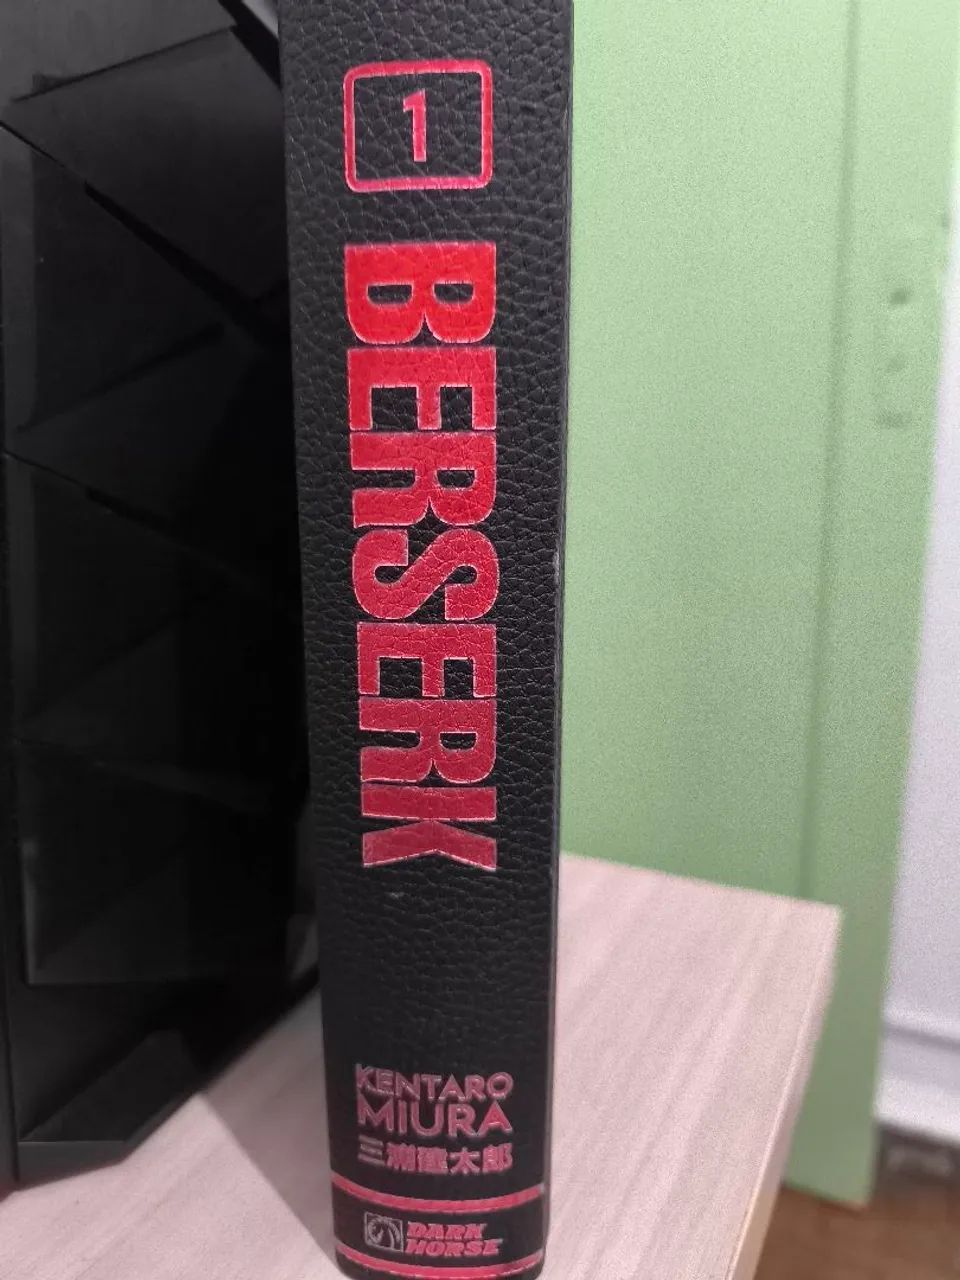 1
BERSERK
KENTARO
MIURA
三浦建太郎
DARK
HORSE